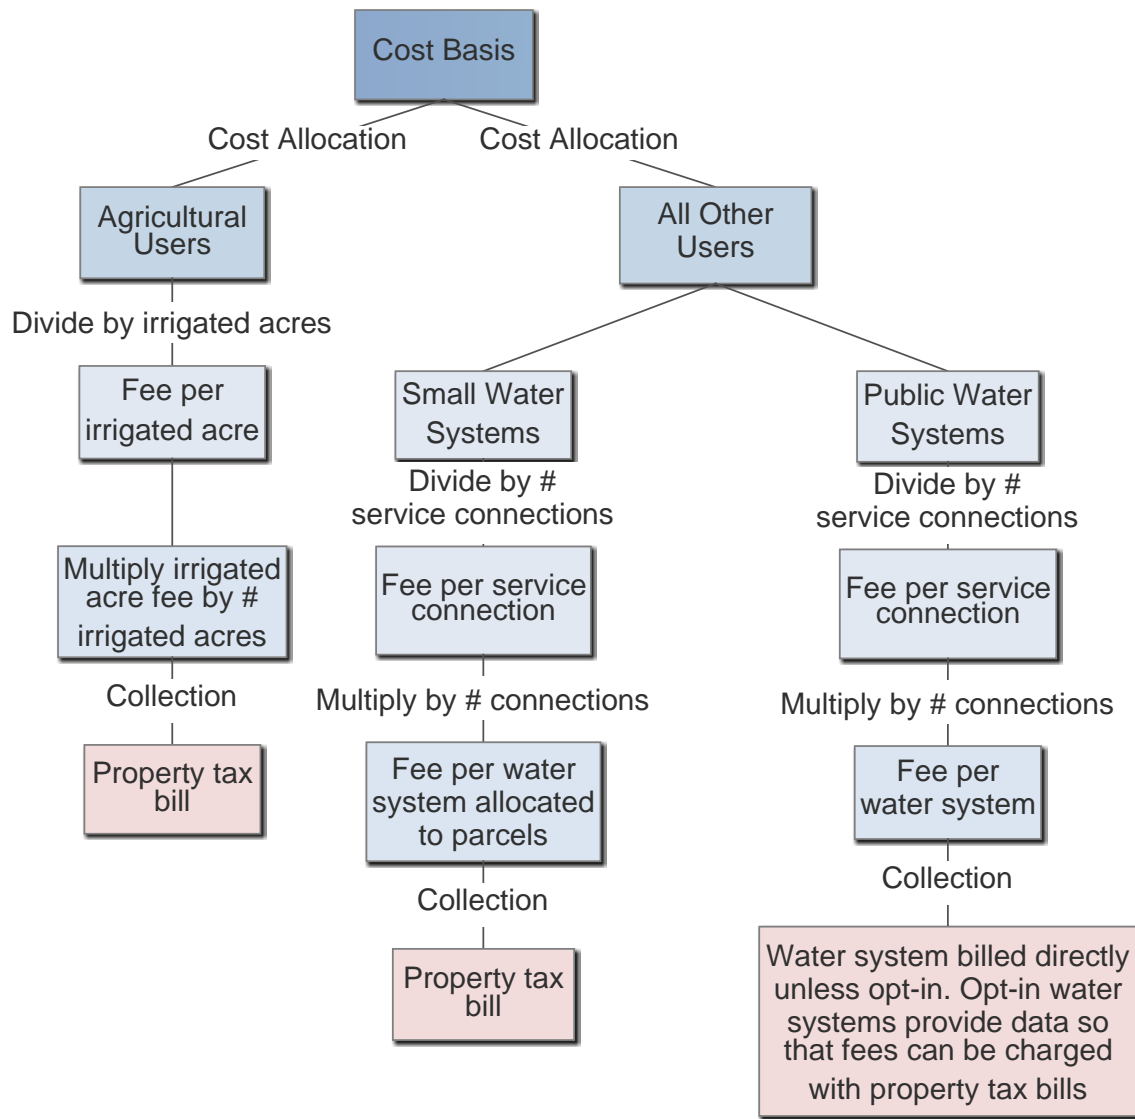 Cost Basis
Cost Allocation
Cost Allocation
Agricultural
Users
All Other
Users
Divide by irrigated acres
Fee per
irrigated acre
Small Water
Systems
Public Water
Systems
Divide by #
service connections
Divide by #
service connections
Multiply irrigated
acre fee by #
irrigated acres
Fee per service
connection
Fee per service
connection
Collection
Multiply by # connections
Multiply by # connections
Property tax
bill
Fee per water
system allocated
to parcels
Fee per
water system
Collection
Collection
Property tax
bill
Water system billed directly
unless opt-in. Opt-in water
systems provide data so
that fees can be charged
with property tax bills